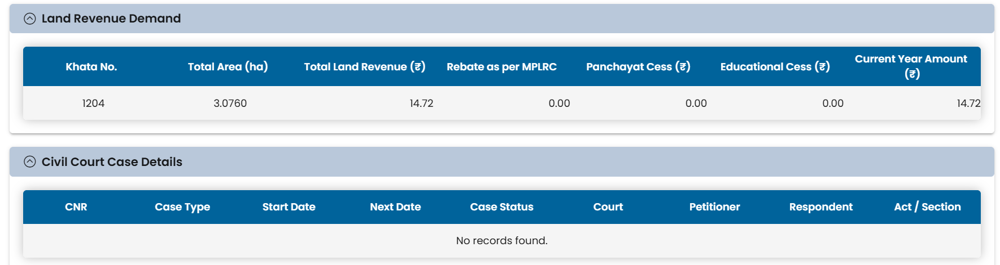 Land Revenue Demand
Khata No. Total Area (ha) Total Land Revenue (₹) Rebate as per MPLRC Panchayat Cess (₹) Educational Cess (₹) Current Year Amount
(₹)
1204 3.0760 14.72 0.00 0.00 0.00 14.72
Civil Court Case Details
CNR Case Type Start Date Next Date Case Status Court Petitioner Respondent Act / Section
No records found.